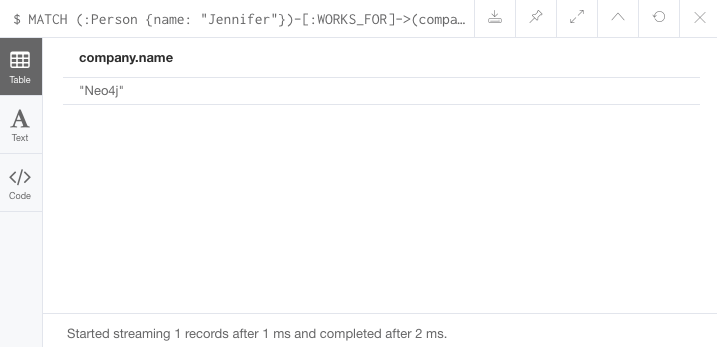 $ MATCH (:Person {name: "Jennifer"})-[:WORKS_FOR]->(compa…
company.name
Table
"Neo4j"
Text
Code
Started streaming 1 records after 1 ms and completed after 2 ms.